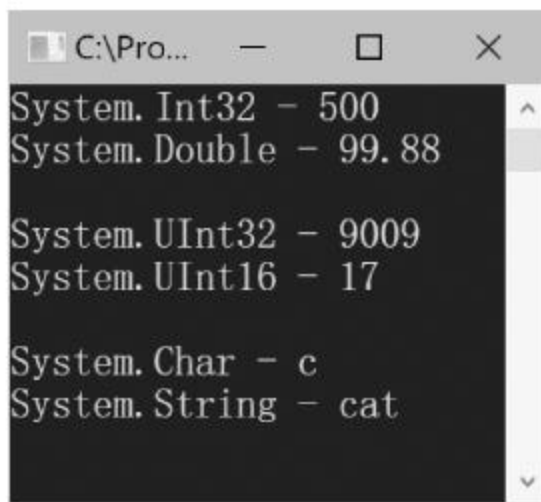 C:\Pro...
System.Int32 - 500
System.Double - 99.88
System.UInt32 - 9009
System.UInt16 - 17
System.Char - c
System.String - cat